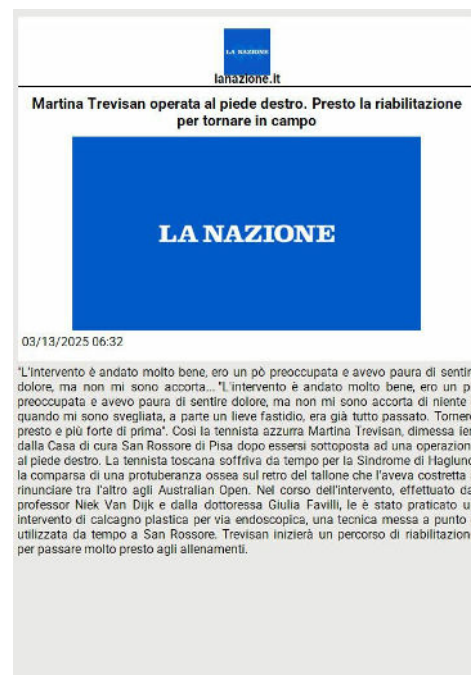 LA NAZIONE
lanazione.it
Martina Trevisan operata al piede destro. Presto la riabilitazione
per tornare in campo
LA NAZIONE
03/13/2025 06:32
"L'intervento è andato molto bene, ero un pò preoccupata e avevo paura di sentire
dolore, ma non mi sono accorta... "L'intervento è andato molto bene, ero un p
preoccupata e avevo paura di sentire dolore, ma non mi sono accorta di niente
quando mi sono svegliata, a parte un lieve fastidio, era già tutto passato. Tornerò
presto e più forte di prima". Così la tennista azzurra Martina Trevisan, dimessa ier
dalla Casa di cura San Rossore di Pisa dopo essersi sottoposta ad una operazion
al piede destro. La tennista toscana soffriva da tempo per la Sindrome di Haglund
la comparsa di una protuberanza ossea sul retro del tallone che l'aveva costretta
rinunciare tra l'altro agli Australian Open. Nel corso dell'intervento, effettuato da
professor Niek Van Dijk e dalla dottoressa Giulia Favilli, le è stato praticato u
intervento di calcagno plastica per via endoscopica, una tecnica messa a punto
utilizzata da tempo a San Rossore. Trevisan inizierà un percorso di riabilitazion
per passare molto presto agli allenamenti.